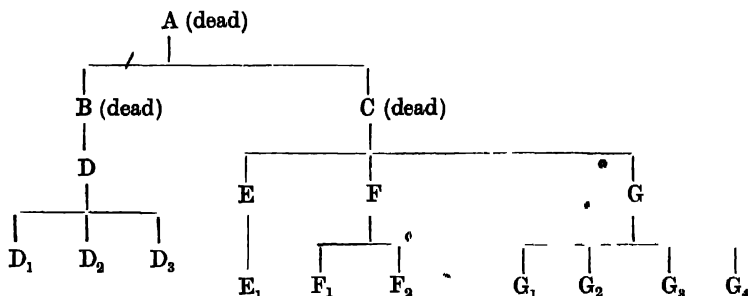 A (dead)
B (dead) C (dead)
D E F G
D₁ D₂ D₃ E₁ F₁ F₂ G₁ G₂ G₃ G₄